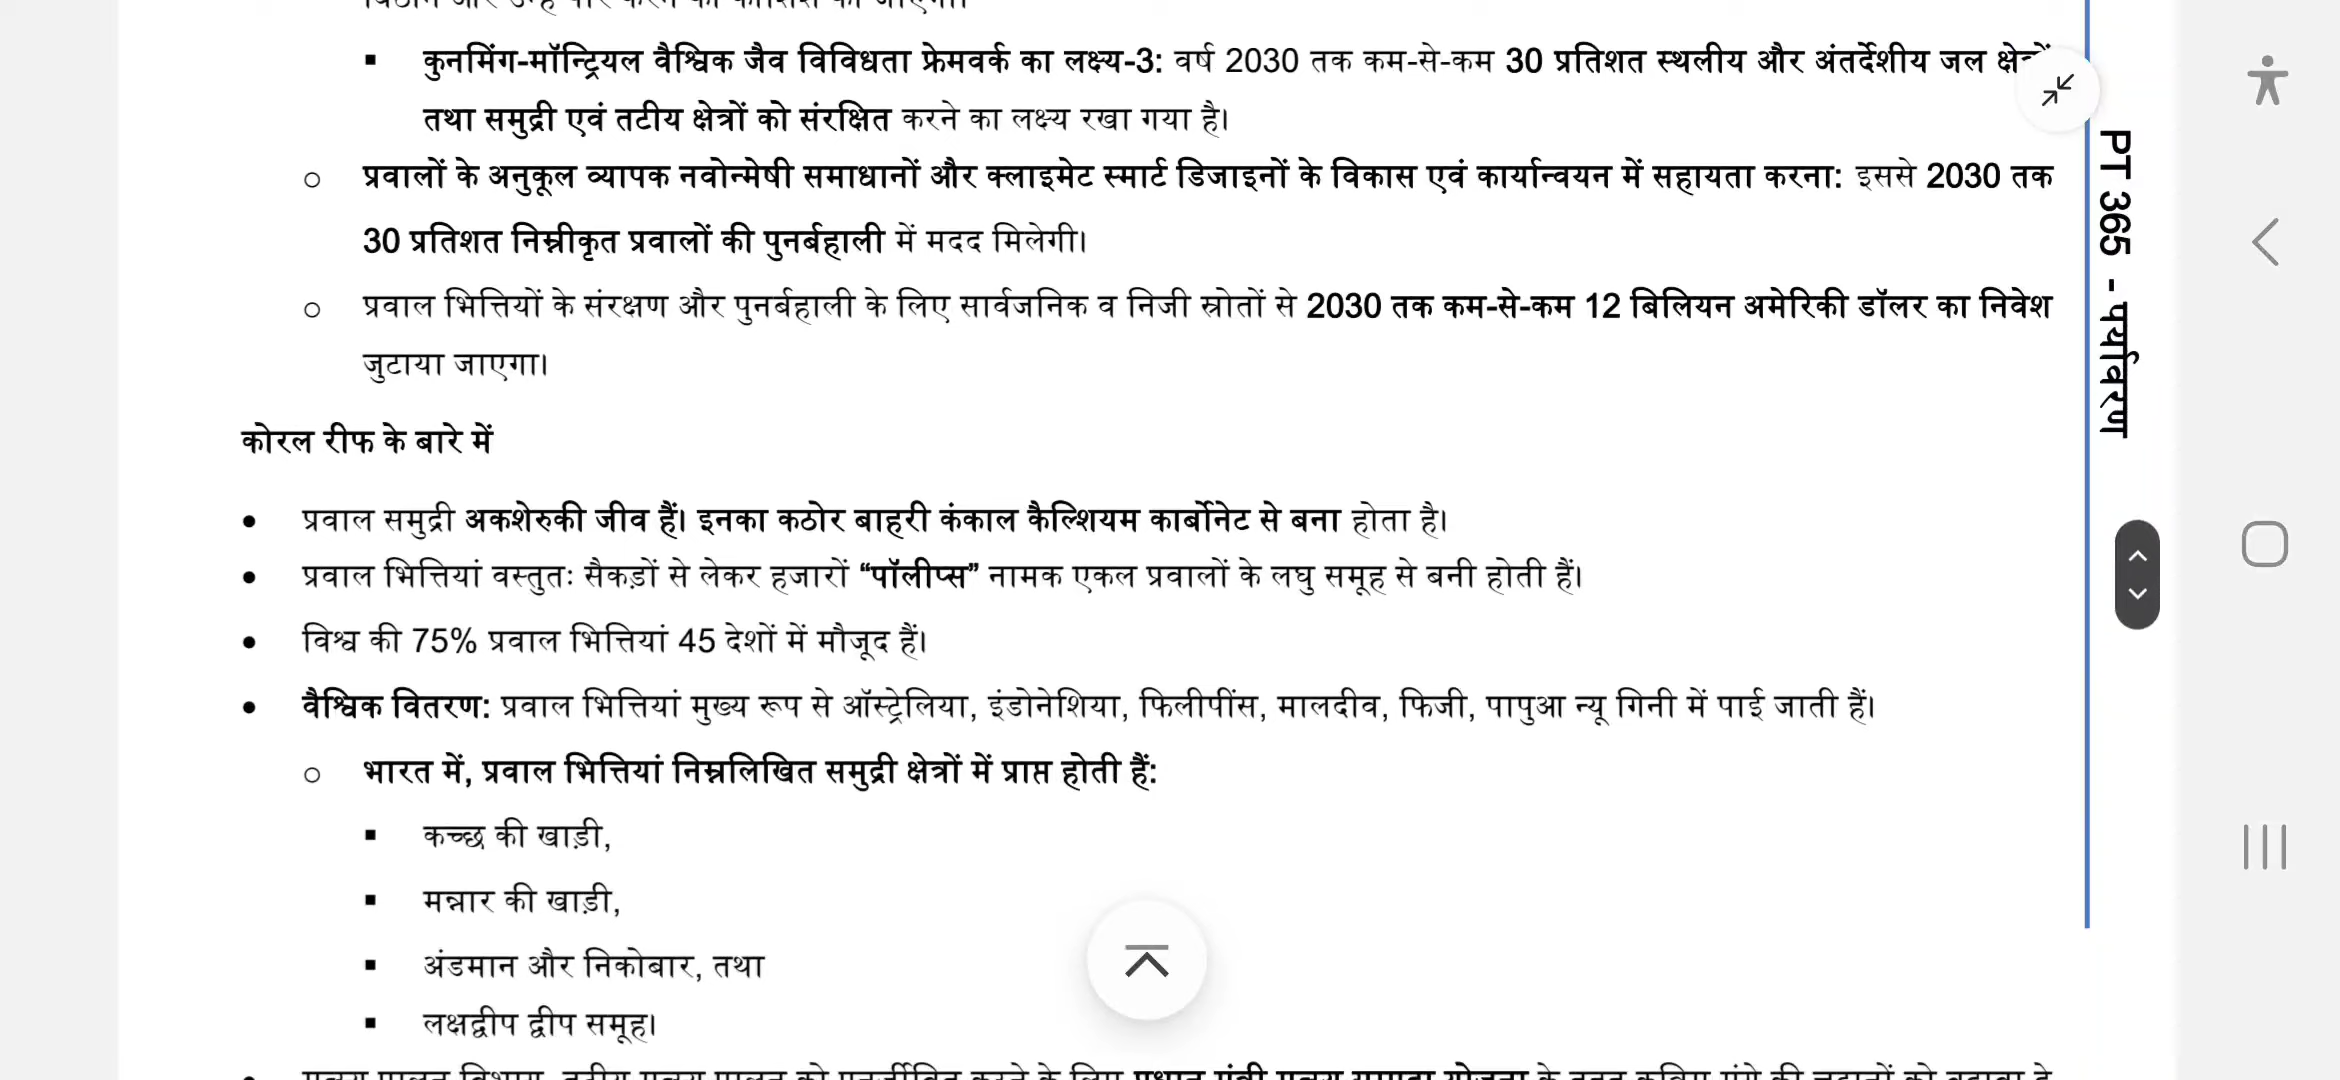 ▪ कुनमिंग-मॉन्ट्रियल वैश्विक जैव विविधता फ्रेमवर्क का लक्ष्य-3: वर्ष 2030 तक कम-से-कम 30 प्रतिशत स्थलीय और अंतर्देशीय जल क्षेत्रों
तथा समुद्री एवं तटीय क्षेत्रों को संरक्षित करने का लक्ष्य रखा गया है।
○ प्रवालों के अनुकूल व्यापक नवोन्मेषी समाधानों और क्लाइमेट स्मार्ट डिजाइनों के विकास एवं कार्यान्वयन में सहायता करना: इससे 2030 तक
30 प्रतिशत निम्नीकृत प्रवालों की पुनर्बहाली में मदद मिलेगी।
○ प्रवाल भित्तियों के संरक्षण और पुनर्बहाली के लिए सार्वजनिक व निजी स्रोतों से 2030 तक कम-से-कम 12 बिलियन अमेरिकी डॉलर का निवेश
जुटाया जाएगा।
कोरल रीफ के बारे में
● प्रवाल समुद्री अकशेरुकी जीव हैं। इनका कठोर बाहरी कंकाल कैल्शियम कार्बोनेट से बना होता है।
● प्रवाल भित्तियां वस्तुतः सैकड़ों से लेकर हजारों “पॉलीप्स” नामक एकल प्रवालों के लघु समूह से बनी होती हैं।
● विश्व की 75% प्रवाल भित्तियां 45 देशों में मौजूद हैं।
● वैश्विक वितरण: प्रवाल भित्तियां मुख्य रूप से ऑस्ट्रेलिया, इंडोनेशिया, फिलीपींस, मालदीव, फिजी, पापुआ न्यू गिनी में पाई जाती हैं।
○ भारत में, प्रवाल भित्तियां निम्नलिखित समुद्री क्षेत्रों में प्राप्त होती हैं:
▪ कच्छ की खाड़ी,
▪ मन्नार की खाड़ी,
▪ अंडमान और निकोबार, तथा
▪ लक्षद्वीप द्वीप समूह।
PT 365 - पर्यावरण